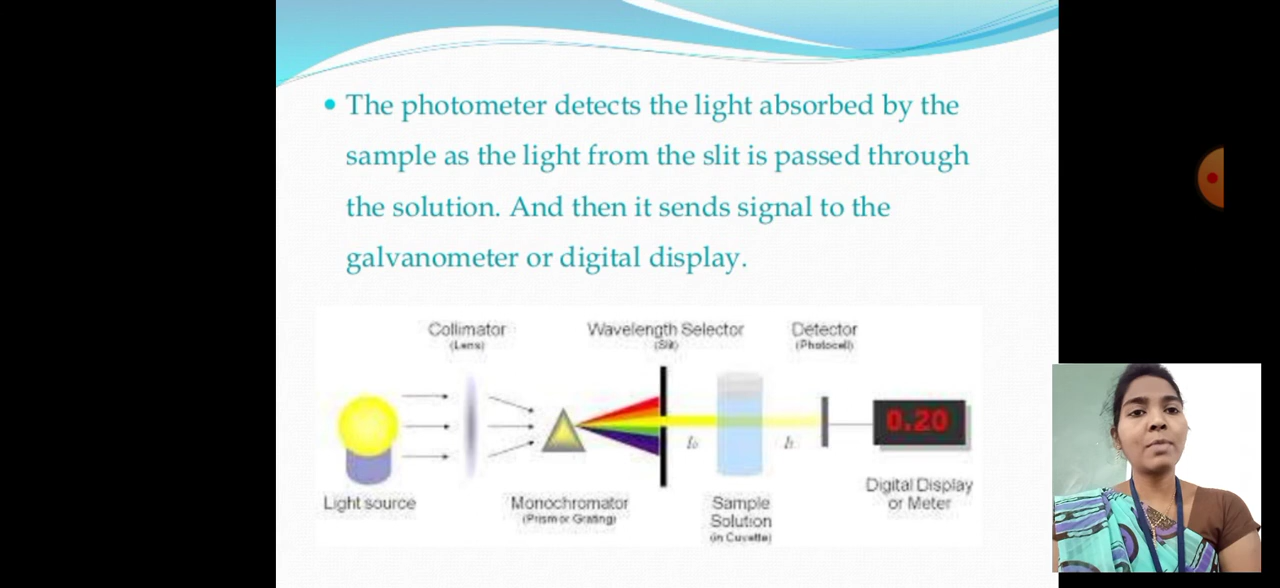 The photometer detects the light absorbed by the
sample as the light from the slit is passed through
the solution. And then it sends signal to the
galvanometer or digital display.
Collimator
(Lens)
Wavelength Selector
(Slit)
Detector
(Photocell)
0.20
Light source
Monochromator
(Prism or Grating)
Sample
Solution
(in Cuvette)
I₀
Digital Display
or Meter